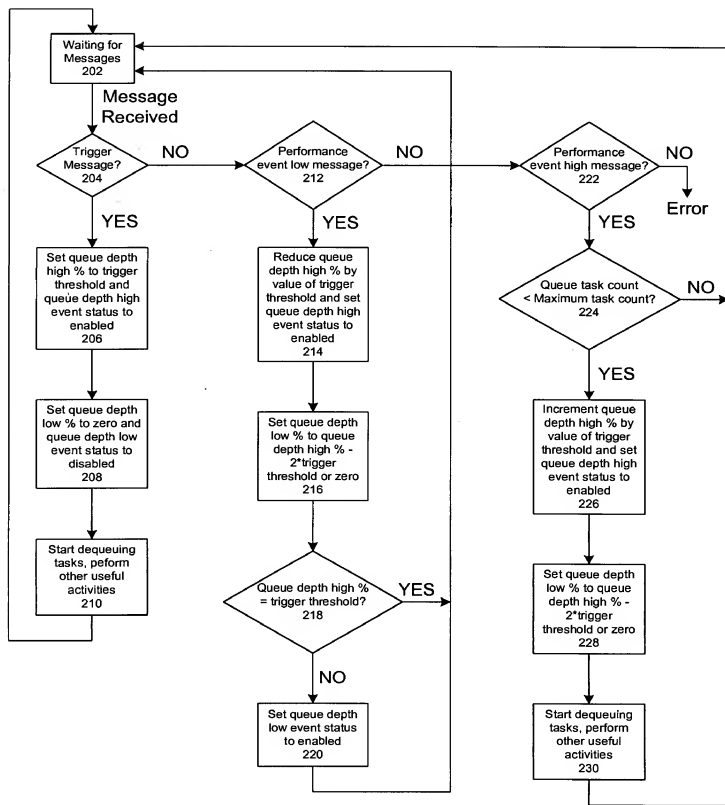 Waiting for
Messages
202
Message
Received
Trigger
Message?
204
NO
YES
Set queue depth
high % to trigger
threshold and
queue depth high
event status to
enabled
206
Set queue depth
low % to zero and
queue depth low
event status to
disabled
208
Start dequeuing
tasks, peform
other useful
activities
210
Performance
event low message?
212
NO
YES
Reduce queue
depth high % by
value of trigger
threshold and set
queue depth high
event status to
enabled
214
Set queue depth
low % to queue
depth high % -
2*trigger
threshold or zero
216
Queue depth high %
= trigger threshold?
218
YES
NO
Set queue depth
low event status
to enabled
220
Performance
event high message?
222
NO
Error
YES
Queue task count
< Maximum task count?
224
NO
YES
Increment queue
depth high % by
value of trigger
threshold and set
queue depth high
event status to
enabled
226
Set queue depth
low % to queue
depth high % -
2*trigger
threshold or zero
228
Start dequeuing
tasks, perform
other useful
activities
230